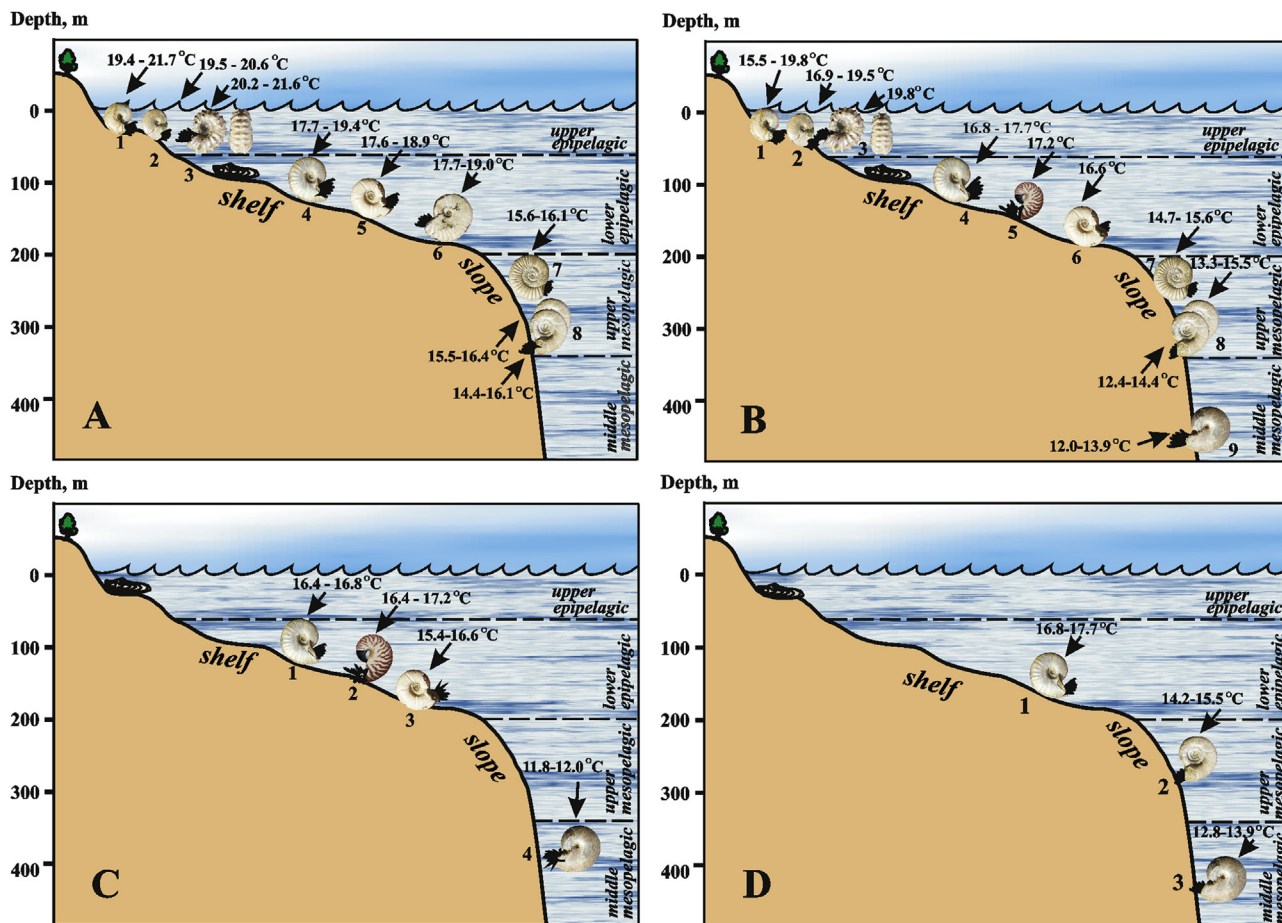 Depth, m
19.4 - 21.7 °C
19.5 - 20.6 °C
20.2 - 21.6 °C
0
100
200
300
400
17.7 - 19.4°C
17.6 - 18.9°C
17.7-19.0°C
15.6-16.1°C
15.5-16.4°C
14.4-16.1°C
1
2
3
4
5
6
7
8
shelf
slope
upper
epipelagic
lower
epipelagic
upper
mesopelagic
middle
mesopelagic
A
Depth, m
15.5 - 19.8°C
16.9 - 19.5°C
19.8°C
0
100
200
300
400
16.8 - 17.7°C
17.2°C
16.6°C
14.7- 15.6°C
13.3-15.5°C
12.4-14.4°C
12.0-13.9°C
1
2
3
4
5
6
7
8
9
shelf
slope
upper
epipelagic
lower
epipelagic
upper
mesopelagic
middle
mesopelagic
B
Depth, m
0
100
200
300
400
16.4 - 16.8°C
16.4 - 17.2°C
15.4-16.6°C
11.8-12.0°C
1
2
3
4
shelf
slope
upper
epipelagic
lower
epipelagic
upper
mesopelagic
middle
mesopelagic
C
Depth, m
0
100
200
300
400
16.8-17.7°C
14.2-15.5°C
12.8-13.9°C
1
2
3
shelf
slope
upper
epipelagic
lower
epipelagic
upper
mesopelagic
middle
mesopelagic
D